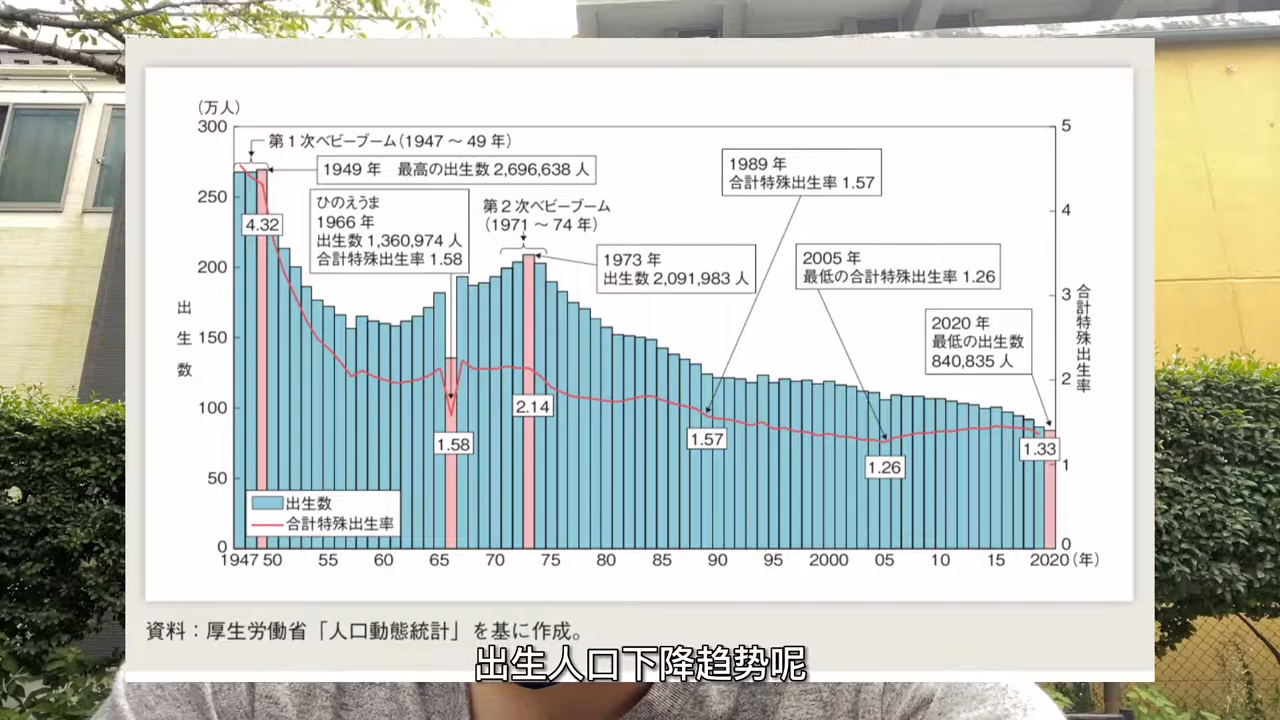 (万人)
300
250
200
150
100
50
0
出生数
第1次ベビーブーム(1947～49年)
1949年 最高の出生数2,696,638人
4.32
ひのえうま
1966年
出生数1,360,974人
合計特殊出生率1.58
第2次ベビーブーム
(1971～74年)
1973年
出生数2,091,983人
1989年
合計特殊出生率1.57
2005年
最低の合計特殊出生率1.26
2020年
最低の出生数
840,835人
1.58
2.14
1.57
1.26
1.33
5
4
3
2
1
0
合計特殊出生率
出生数
合計特殊出生率
1947 50 55 60 65 70 75 80 85 90 95 2000 05 10 15 2020(年)
資料：厚生労働省「人口動態統計」を基に作成。
出生人口下降趋势呢